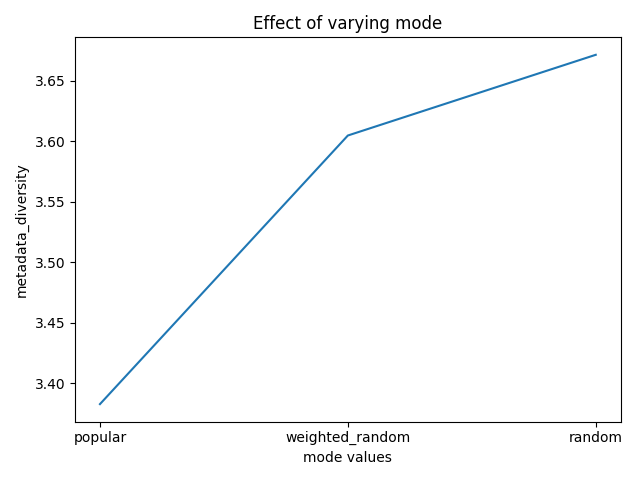 Effect of varying mode
metadata_diversity
3.65
3.60
3.55
3.50
3.45
3.40
popular weighted_random random
mode values